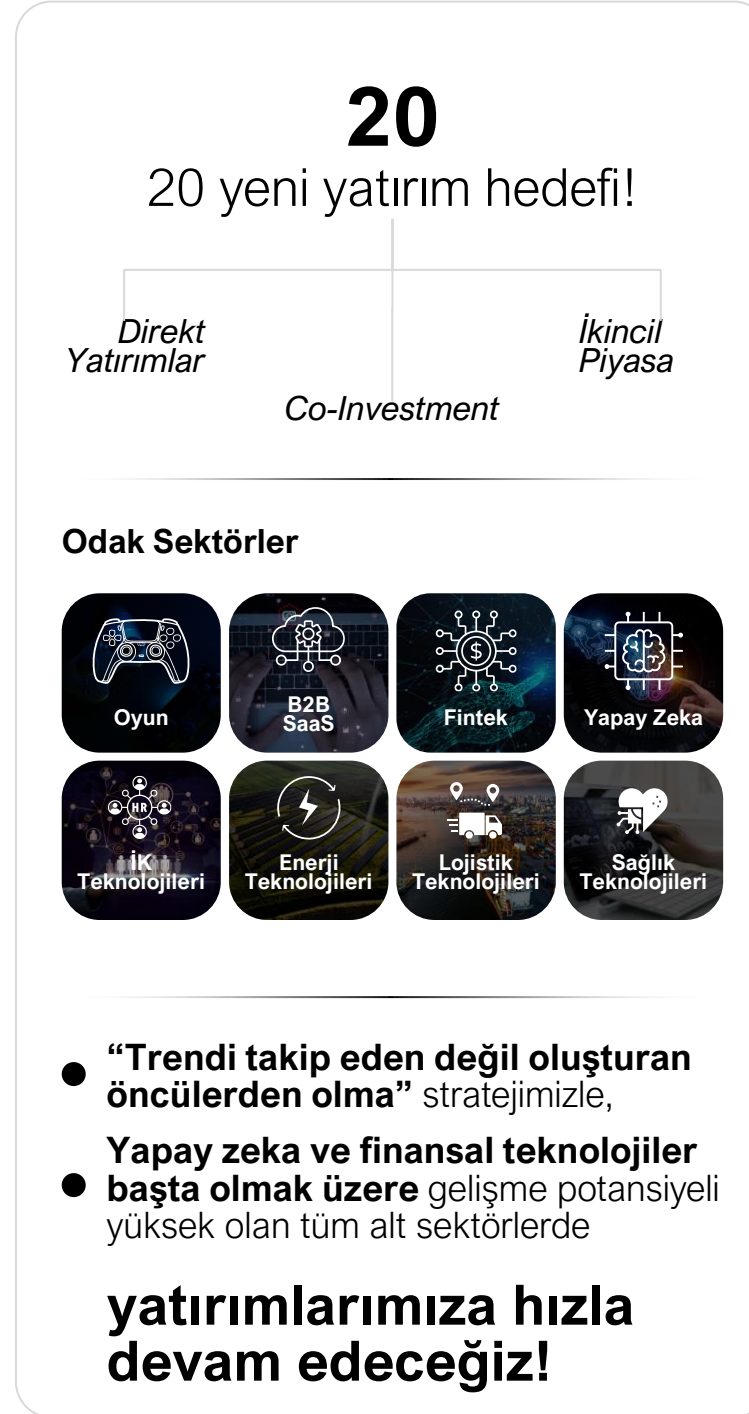 20
20 yeni yatırım hedefi!
Direkt
Yatırımlar
İkincil
Piyasa
Co-Investment
Odak Sektörler
Oyun
B2B
SaaS
$
Fintek
Yapay Zeka
HR
İK
Teknolojileri
Enerji
Teknolojileri
Lojistik
Teknolojileri
Sağlık
Teknolojileri
“Trendi takip eden değil oluşturan
öncülerden olma” stratejimizle,
Yapay zeka ve finansal teknolojiler
başta olmak üzere gelişme potansiyeli
yüksek olan tüm alt sektörlerde
yatırımlarımıza hızla
devam edeceğiz!